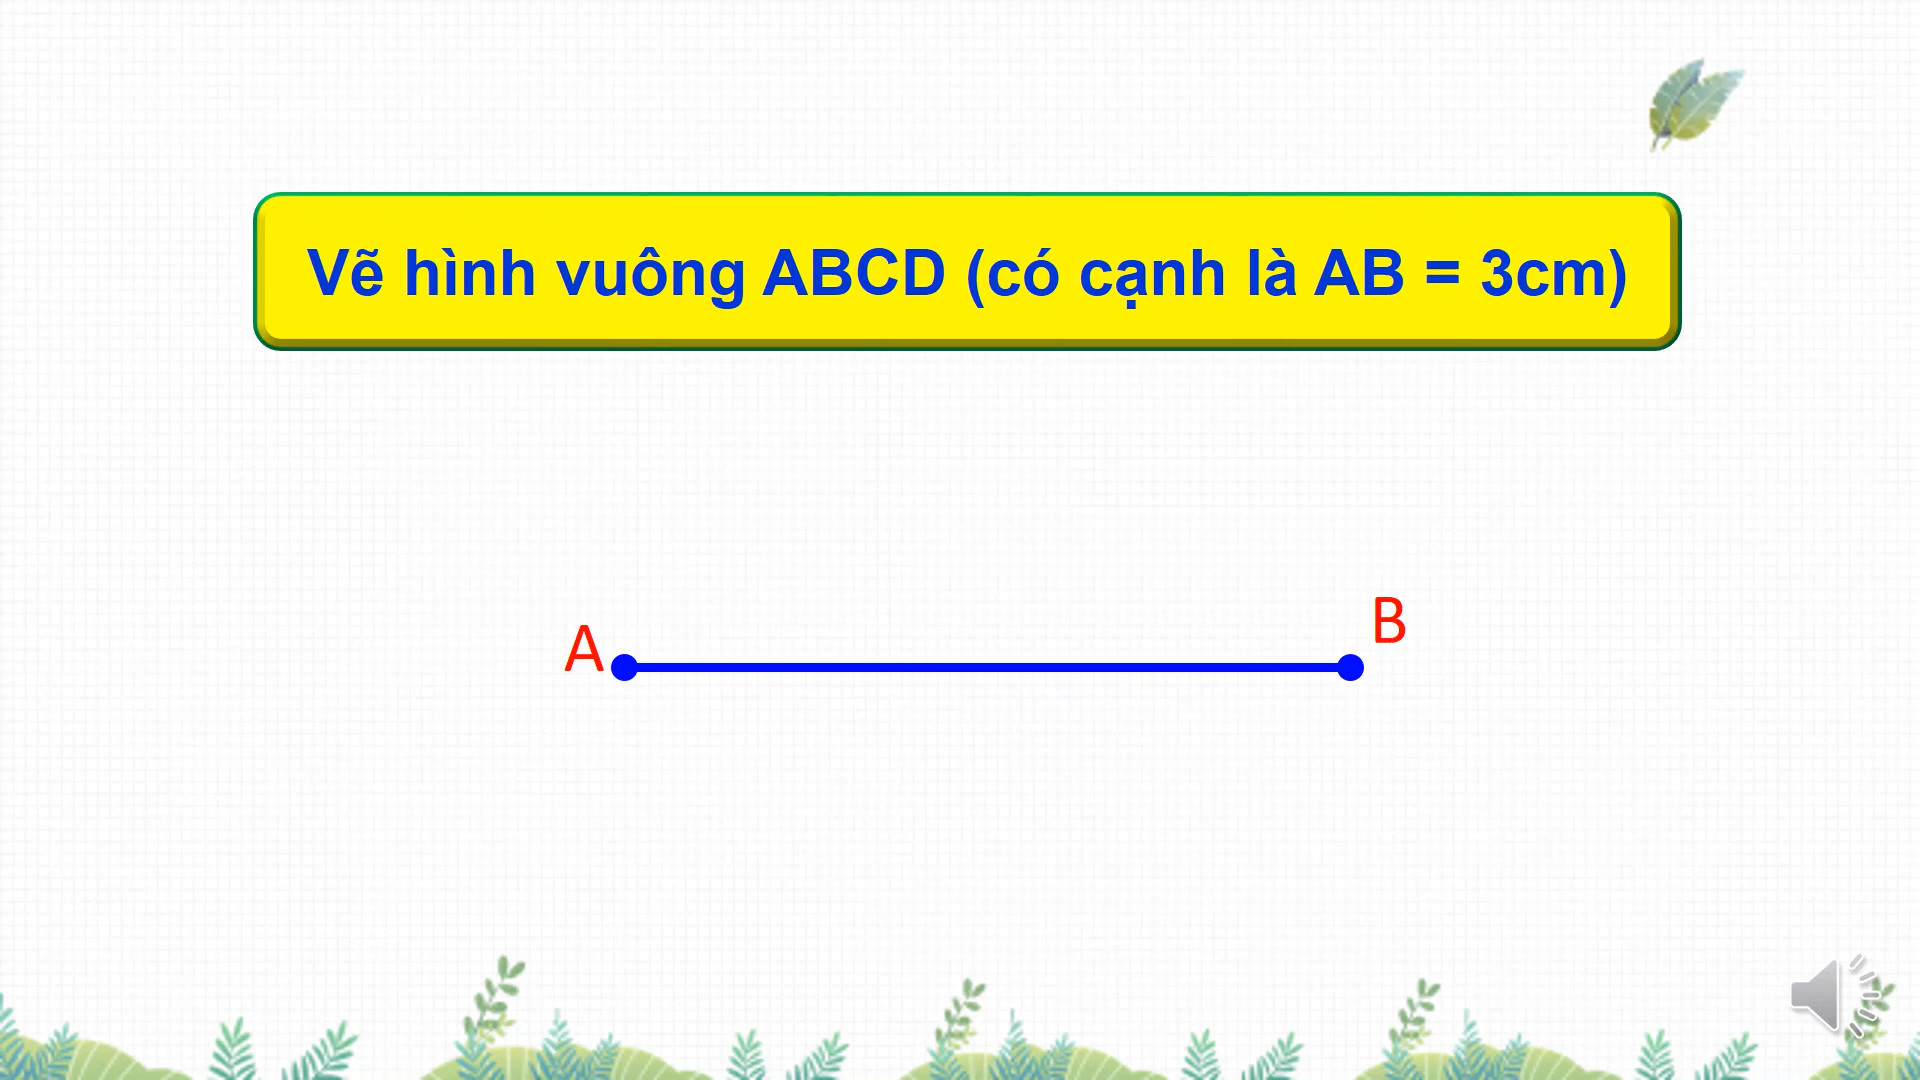 Vẽ hình vuông ABCD (có cạnh là AB = 3cm)
A
B